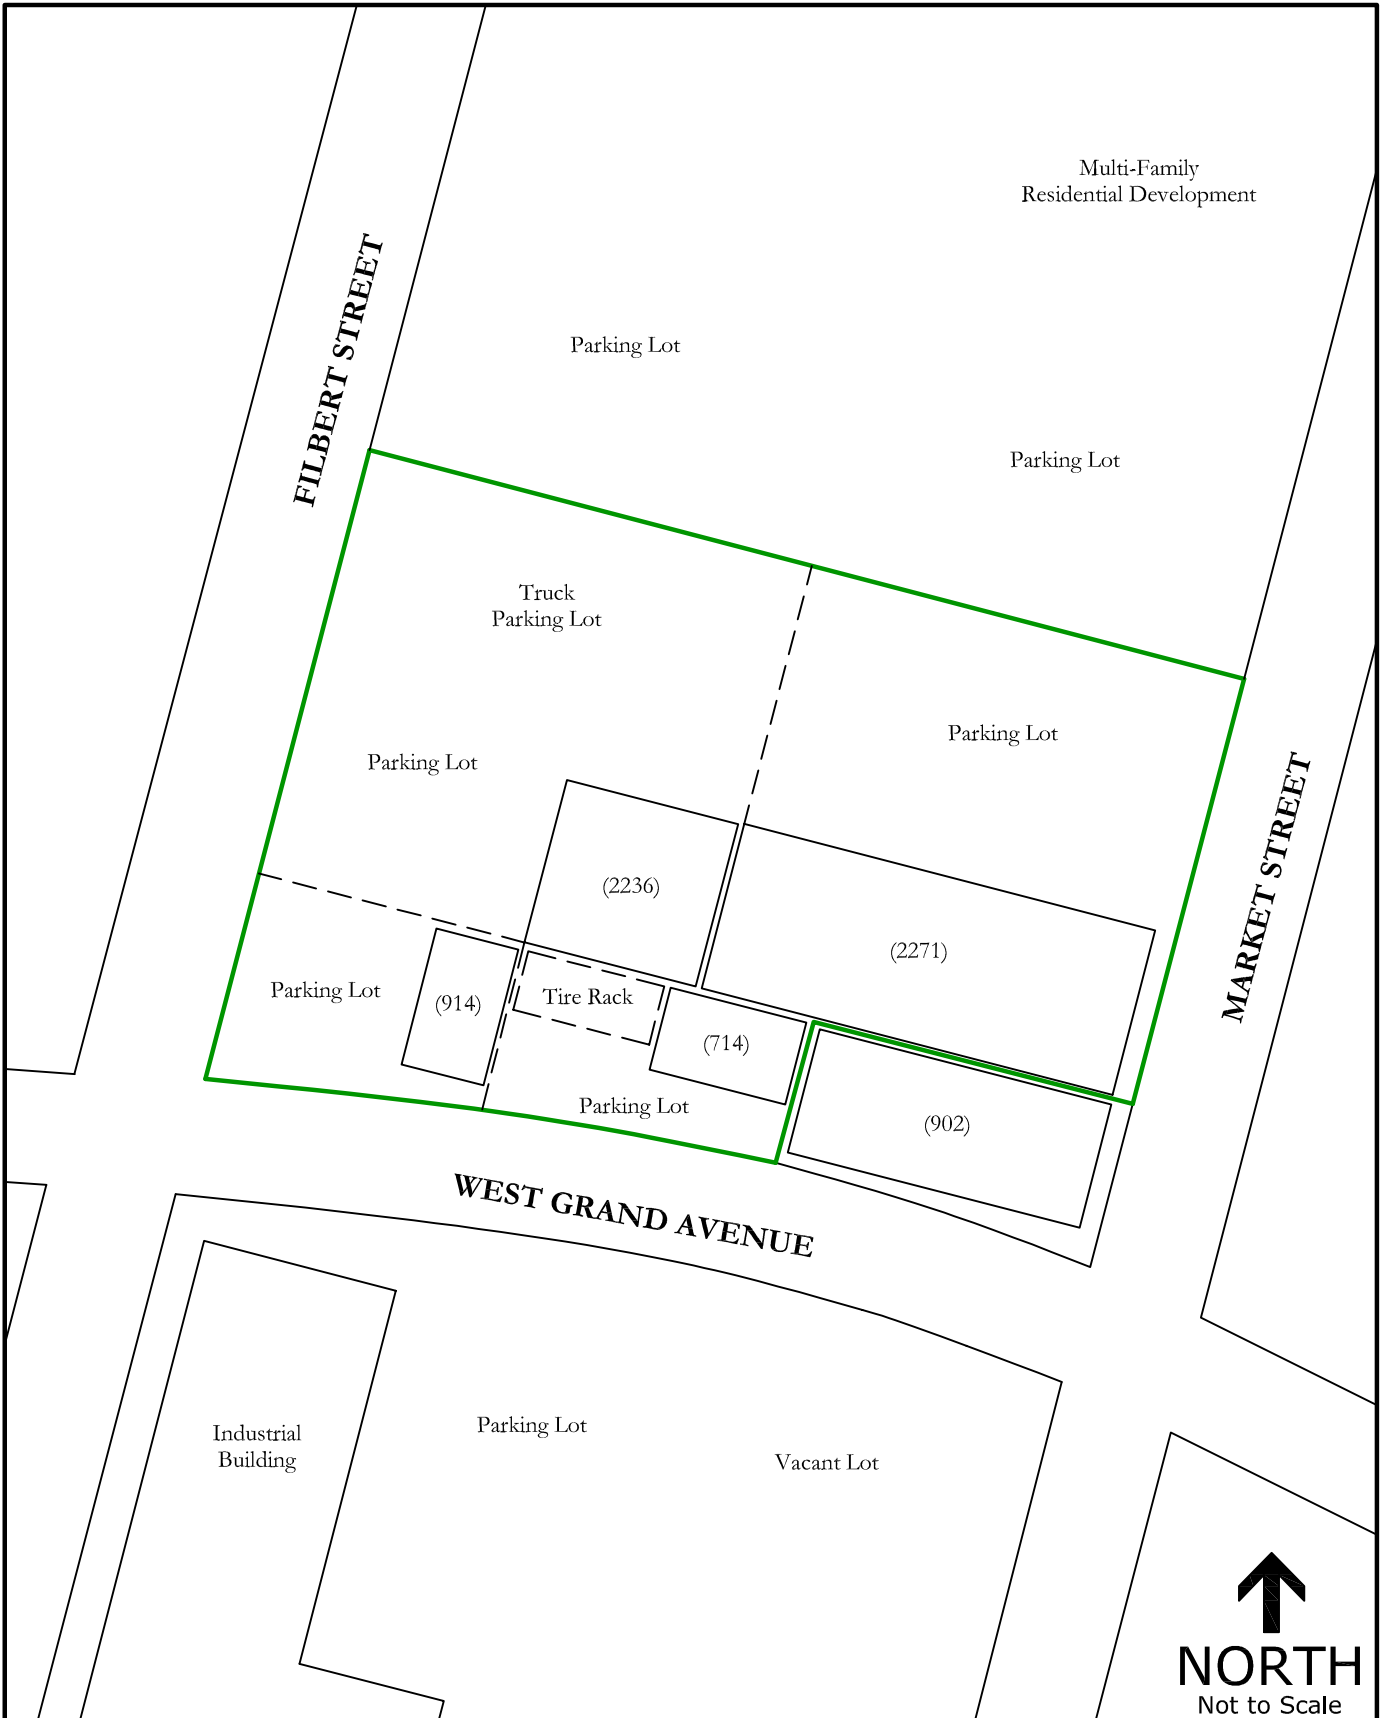 Multi-Family
Residential Development
FILBERT STREET
Parking Lot
Parking Lot
Truck
Parking Lot
Parking Lot
Parking Lot
MARKET STREET
(2236)
(2271)
Parking Lot
(914)
Tire Rack
(714)
Parking Lot
(902)
WEST GRAND AVENUE
Industrial
Building
Parking Lot
Vacant Lot
NORTH
Not to Scale